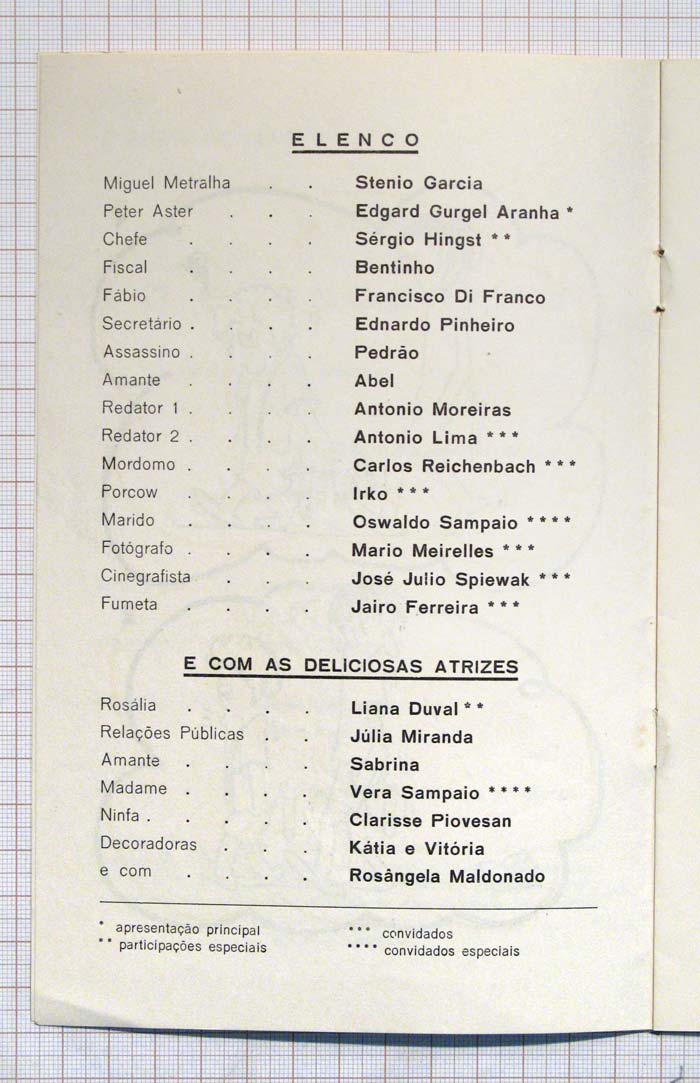 ELENCO
Miguel Metralha . . Stenio Garcia
Peter Aster . . . Edgard Gurgel Aranha *
Chefe . . . . Sérgio Hingst * *
Fiscal . . . . Bentinho
Fábio . . . . Francisco Di Franco
Secretário . . . . Ednardo Pinheiro
Assassino . . . . Pedrão
Amante . . . . Abel
Redator 1 . . . . Antonio Moreiras
Redator 2 . . . . Antonio Lima * * *
Mordomo . . . . Carlos Reichenbach * * *
Porcow . . . . Irko * * *
Marido . . . . Oswaldo Sampaio * * * *
Fotógrafo . . . . Mario Meirelles * * *
Cinegrafista . . . José Julio Spiewak * * *
Fumeta . . . . Jairo Ferreira * * *
E COM AS DELICIOSAS ATRIZES
Rosália . . . . Liana Duval * *
Relações Públicas . . Júlia Miranda
Amante . . . . Sabrina
Madame . . . . Vera Sampaio * * * *
Ninfa . . . . . Clarisse Piovesan
Decoradoras . . . Kátia e Vitória
e com . . . . Rosângela Maldonado
* apresentação principal * * * convidados
* * participações especiais * * * * convidados especiais